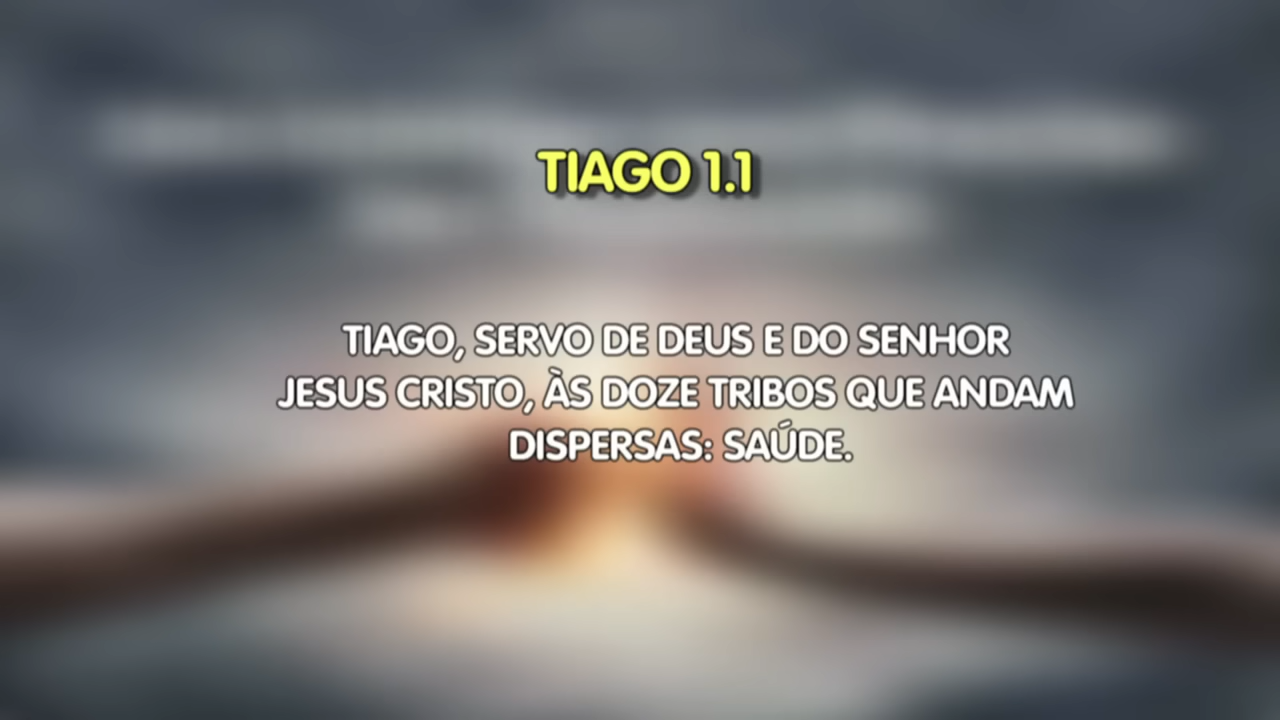 TIAGO 1.1
TIAGO, SERVO DE DEUS E DO SENHOR
JESUS CRISTO, ÀS DOZE TRIBOS QUE ANDAM
DISPERSAS: SAÚDE.